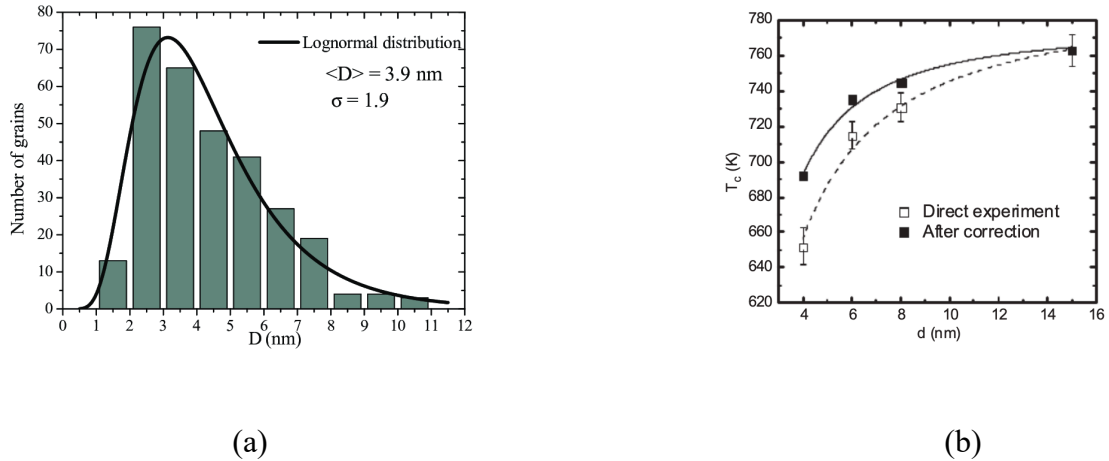 80
70
60
50
40
30
20
10
0
Number of grains
Lognormal distribution
<D> = 3.9 nm
σ = 1.9
0 1 2 3 4 5 6 7 8 9 10 11 12
D (nm)
(a)
780
760
740
720
700
680
660
640
620
T_c (K)
Direct experiment
After correction
4 6 8 10 12 14 16
d (nm)
(b)